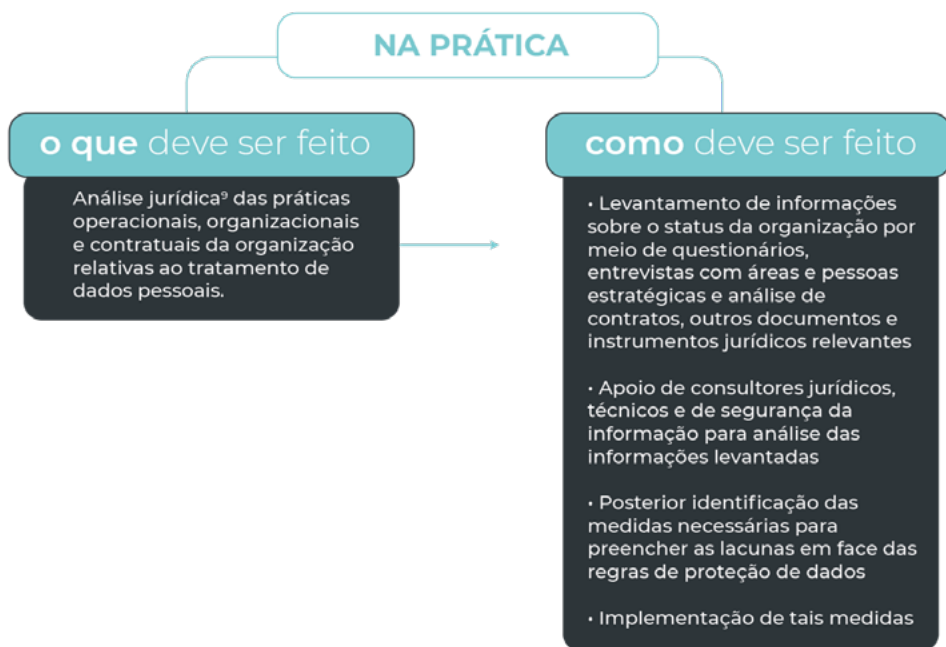 NA PRÁTICA
o que deve ser feito
Análise jurídica⁹ das práticas
operacionais, organizacionais
e contratuais da organização
relativas ao tratamento de
dados pessoais.
como deve ser feito
• Levantamento de informações
sobre o status da organização por
meio de questionários,
entrevistas com áreas e pessoas
estratégicas e análise de
contratos, outros documentos e
instrumentos jurídicos relevantes
• Apoio de consultores jurídicos,
técnicos e de segurança da
informação para análise das
informações levantadas
• Posterior identificação das
medidas necessárias para
preencher as lacunas em face das
regras de proteção de dados
• Implementação de tais medidas